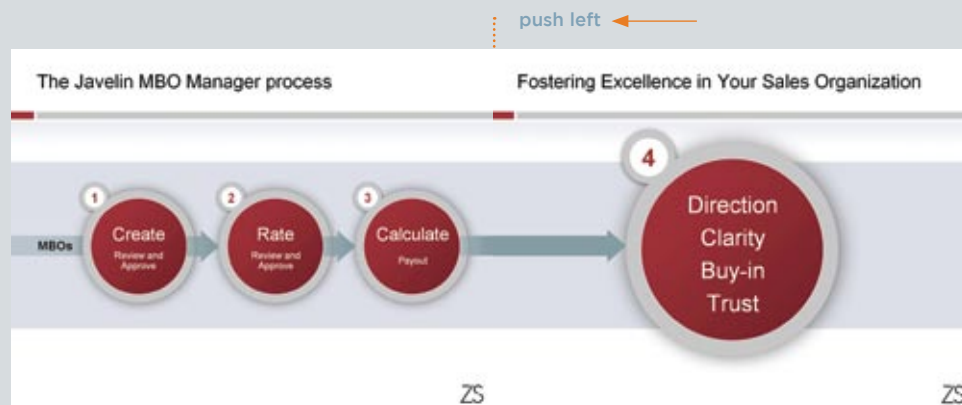 push left
The Javelin MBO Manager process
Fostering Excellence in Your Sales Organization
MBOs
1
Create
Review and
Approve
2
Rate
Review and
Approve
3
Calculate
Payout
4
Direction
Clarity
Buy-in
Trust
ZS
ZS